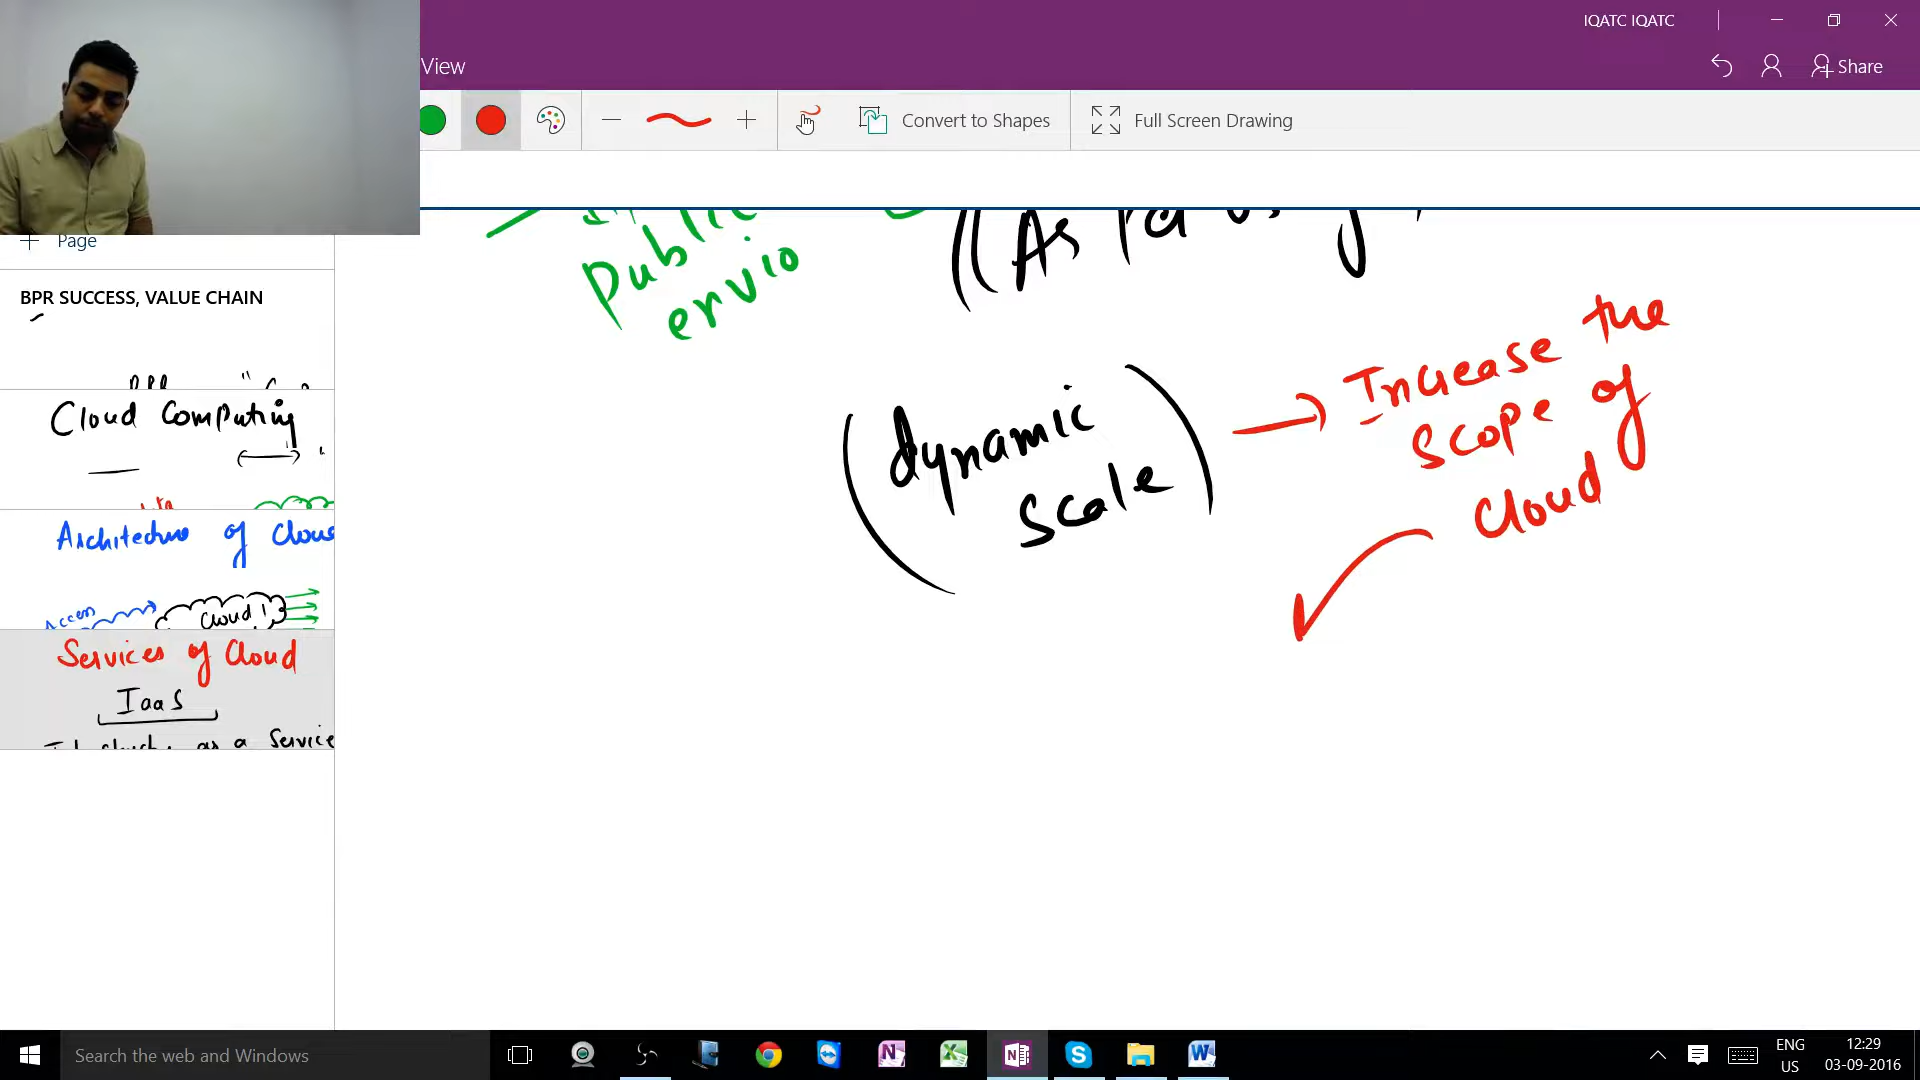 IQATC IQATC
View
Share
Convert to Shapes
Full Screen Drawing
Page
BPR SUCCESS, VALUE CHAIN
Cloud Computing
Architecture of
Access
Cloud
Services of Cloud
IaaS
as a Service
Public
envio
(As
(dynamic
scale)
Increase the
scope of
Cloud
Search the web and Windows
ENG
US
12:29
03-09-2016